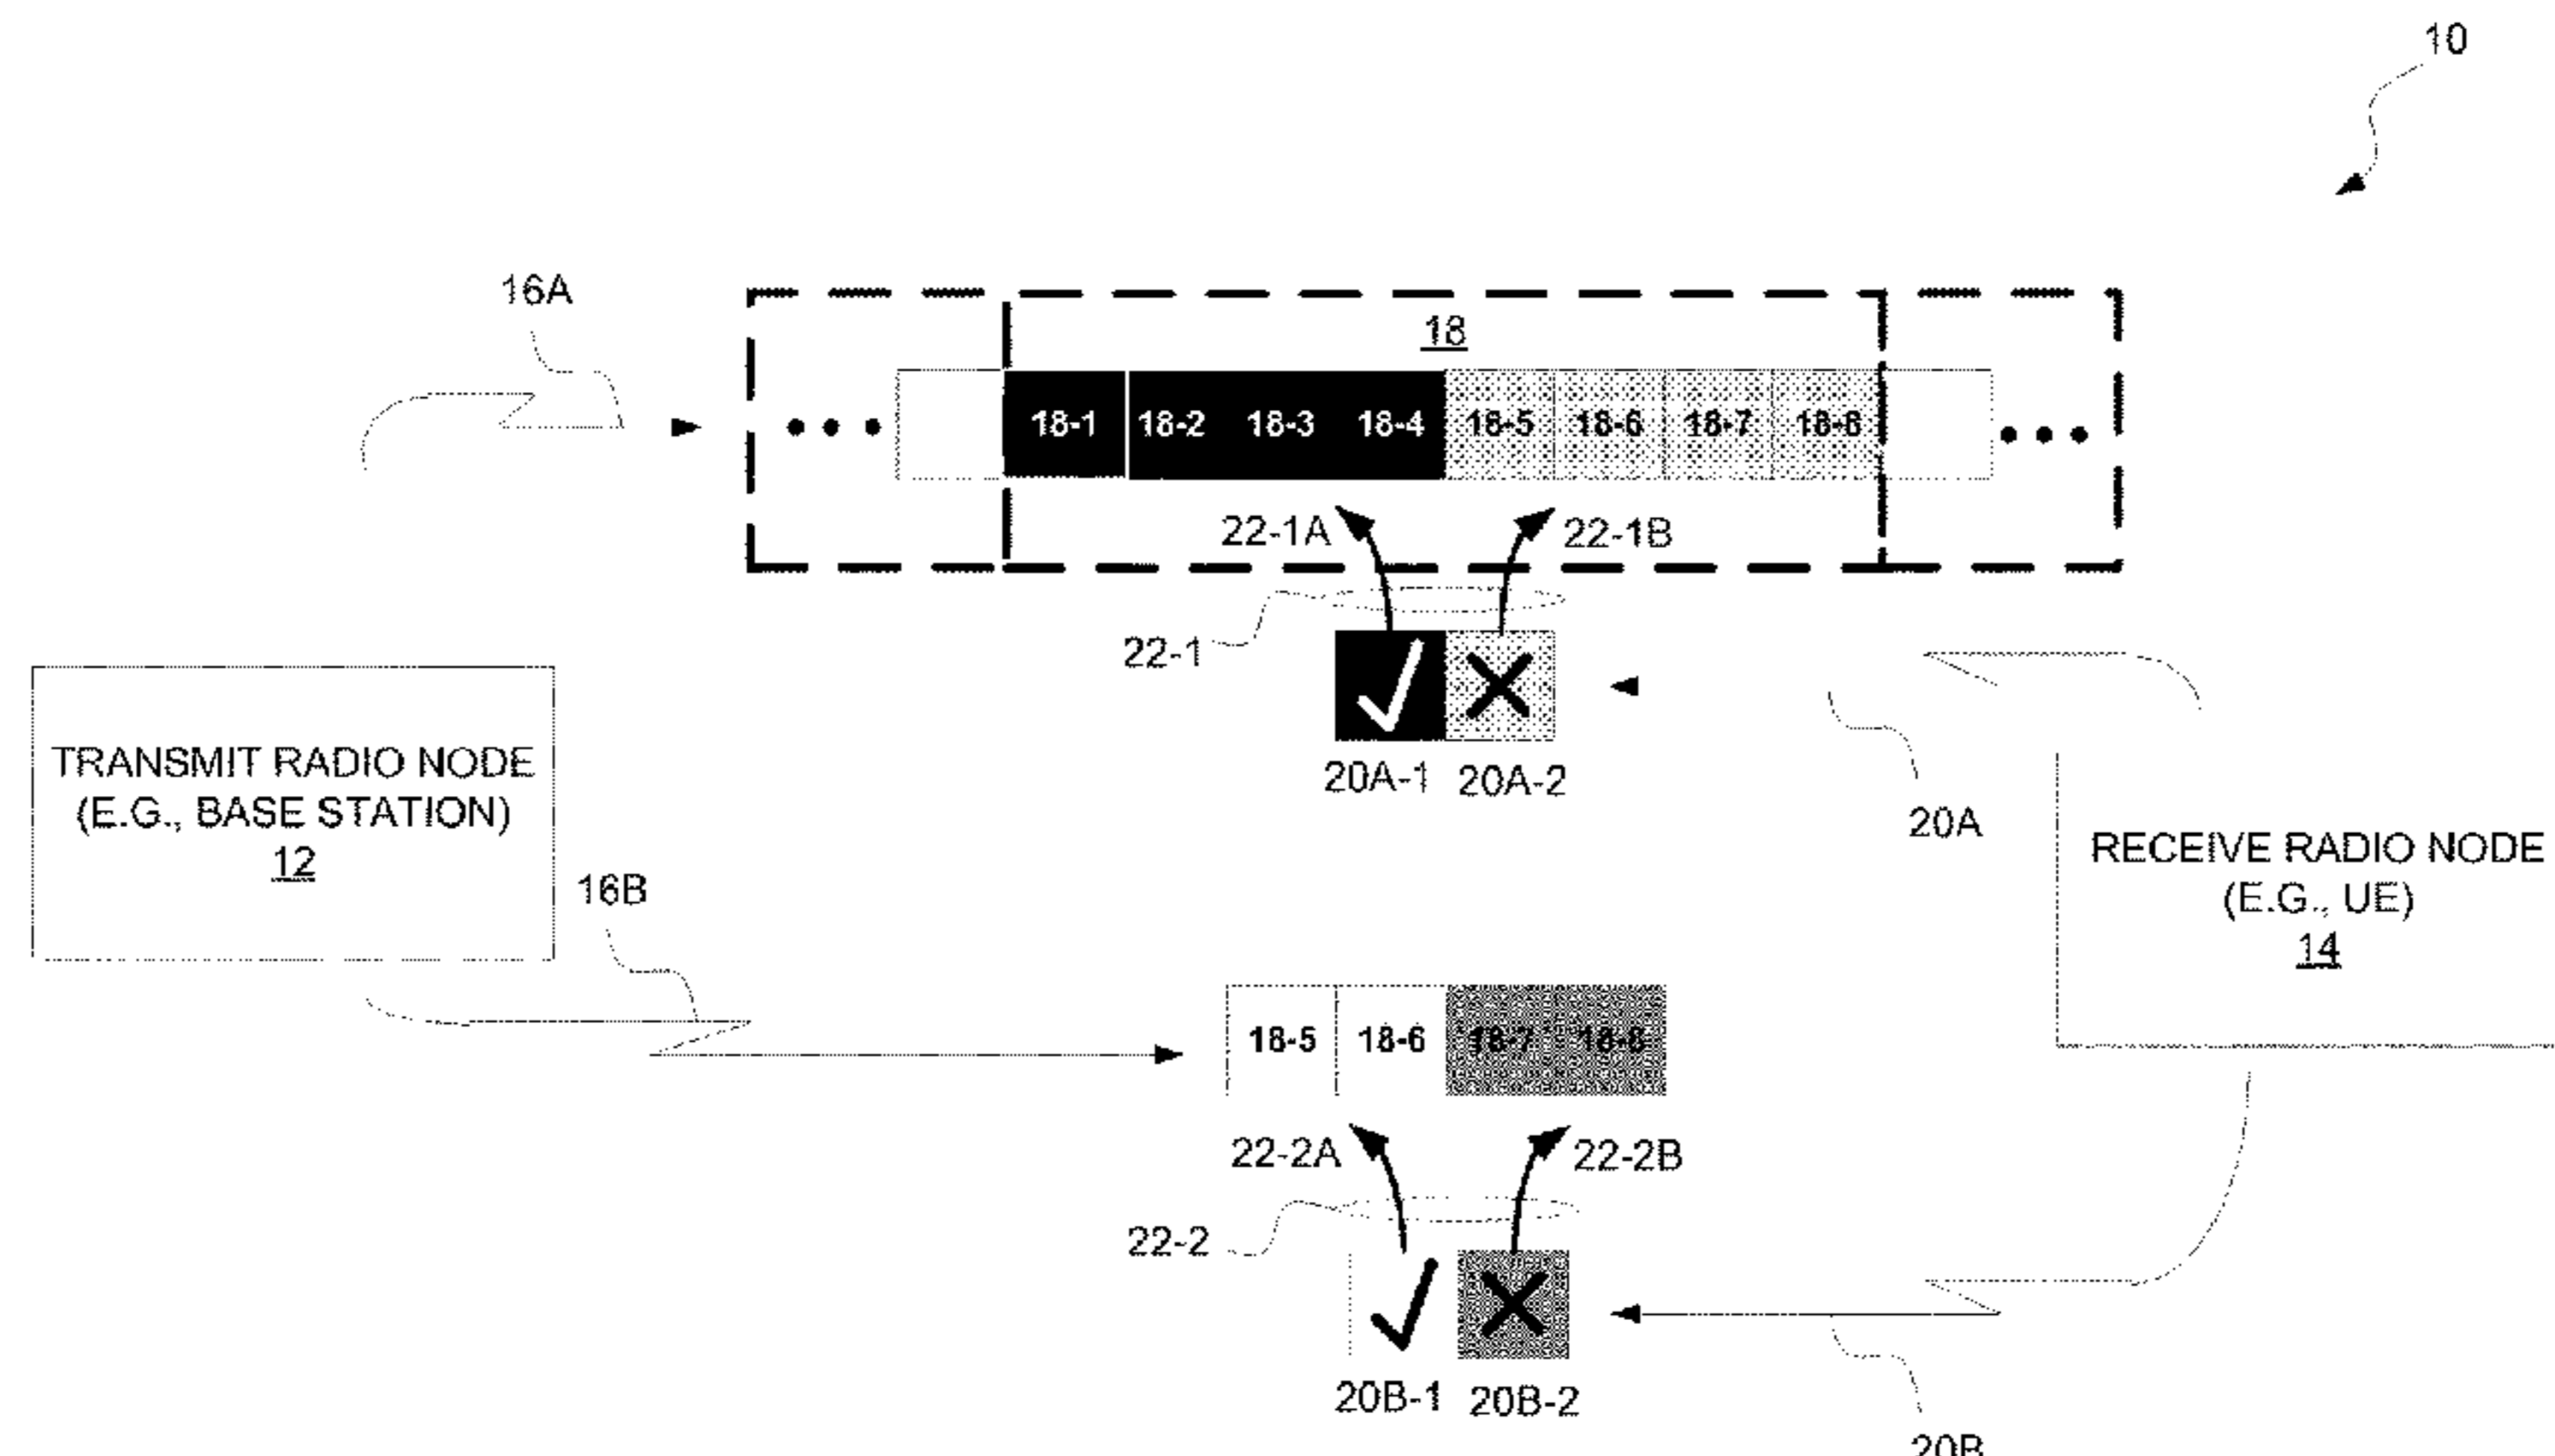 10
16A
18
18-1 18-2 18-3 18-4 18-5 18-6 18-7 18-8
22-1A 22-1B
22-1
20A-1 20A-2
20A
TRANSMIT RADIO NODE
(E.G., BASE STATION)
12
RECEIVE RADIO NODE
(E.G., UE)
14
16B
18-5 18-6 18-7 18-8
22-2A 22-2B
22-2
20B-1 20B-2
20B